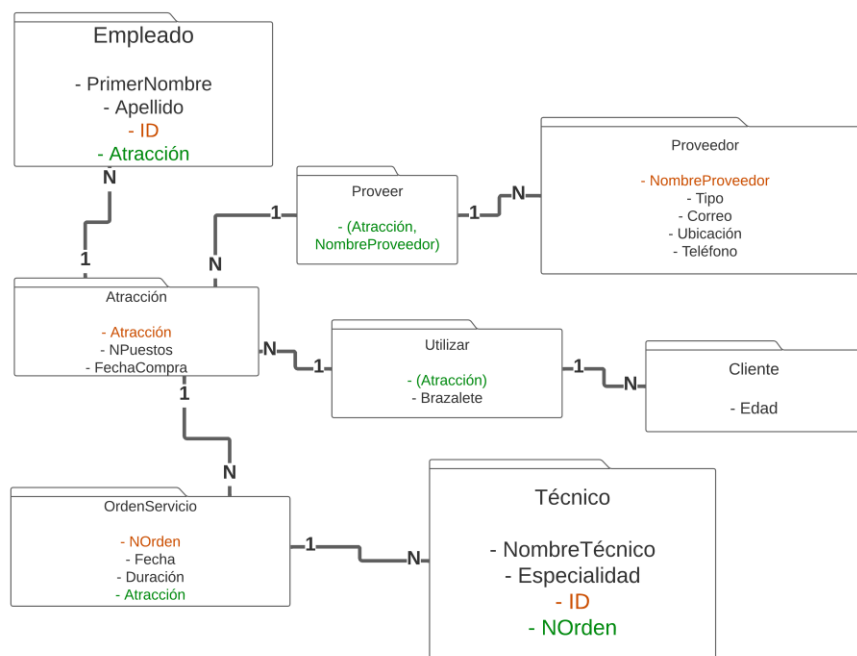 Empleado
- PrimerNombre
- Apellido
- ID
- Atracción
N
1
Proveer
- (Atracción,
NombreProveedor)
1
N
1
N
Proveedor
- NombreProveedor
- Tipo
- Correo
- Ubicación
- Teléfono
Atracción
- Atracción
- NPuestos
- FechaCompra
N
1
Utilizar
- (Atracción)
- Brazalete
1
N
Cliente
- Edad
1
N
OrdenServicio
- NOrden
- Fecha
- Duración
- Atracción
1
N
Técnico
- NombreTécnico
- Especialidad
- ID
- NOrden